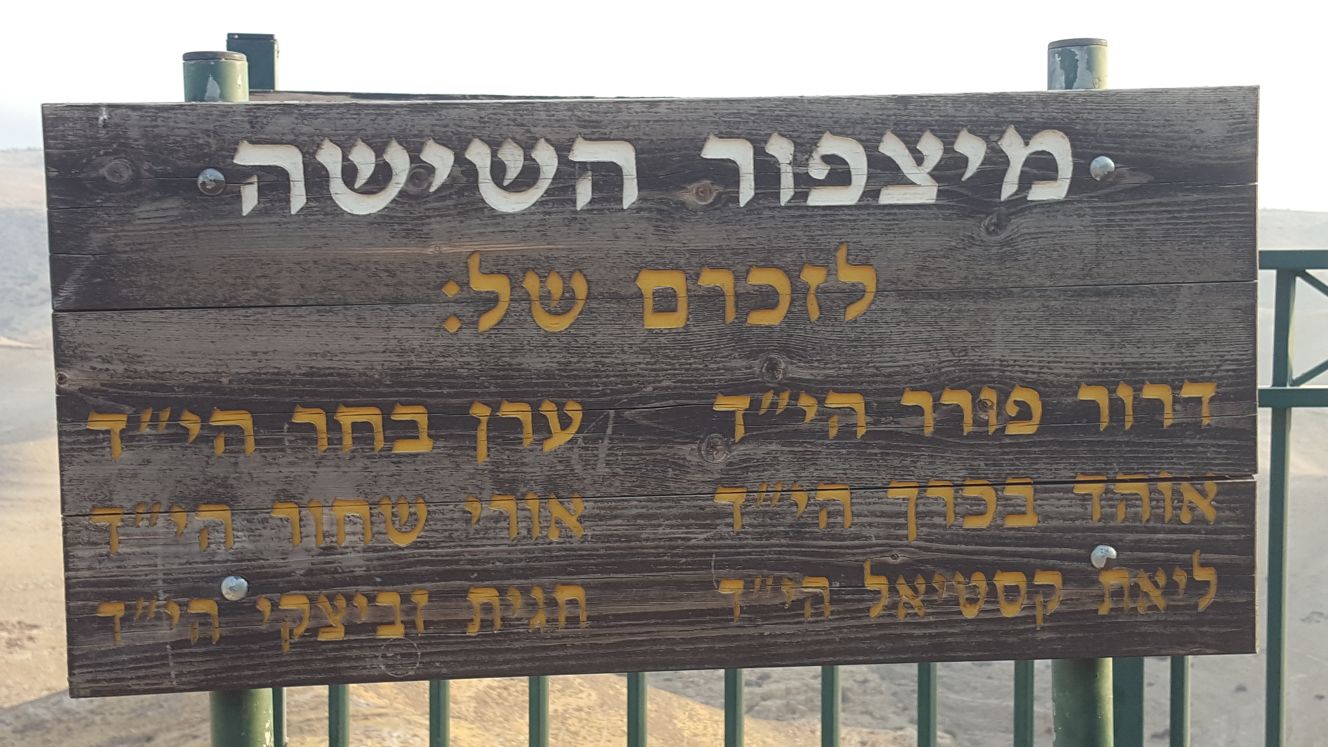 מיצפור השישה
לזכרם של:
דרור פורר הי״ד ערן בחר הי״ד
אוהד בכרך הי״ד אורי שחור הי״ד
ליאת קסטיאל הי״ד חגית זביצקי הי״ד